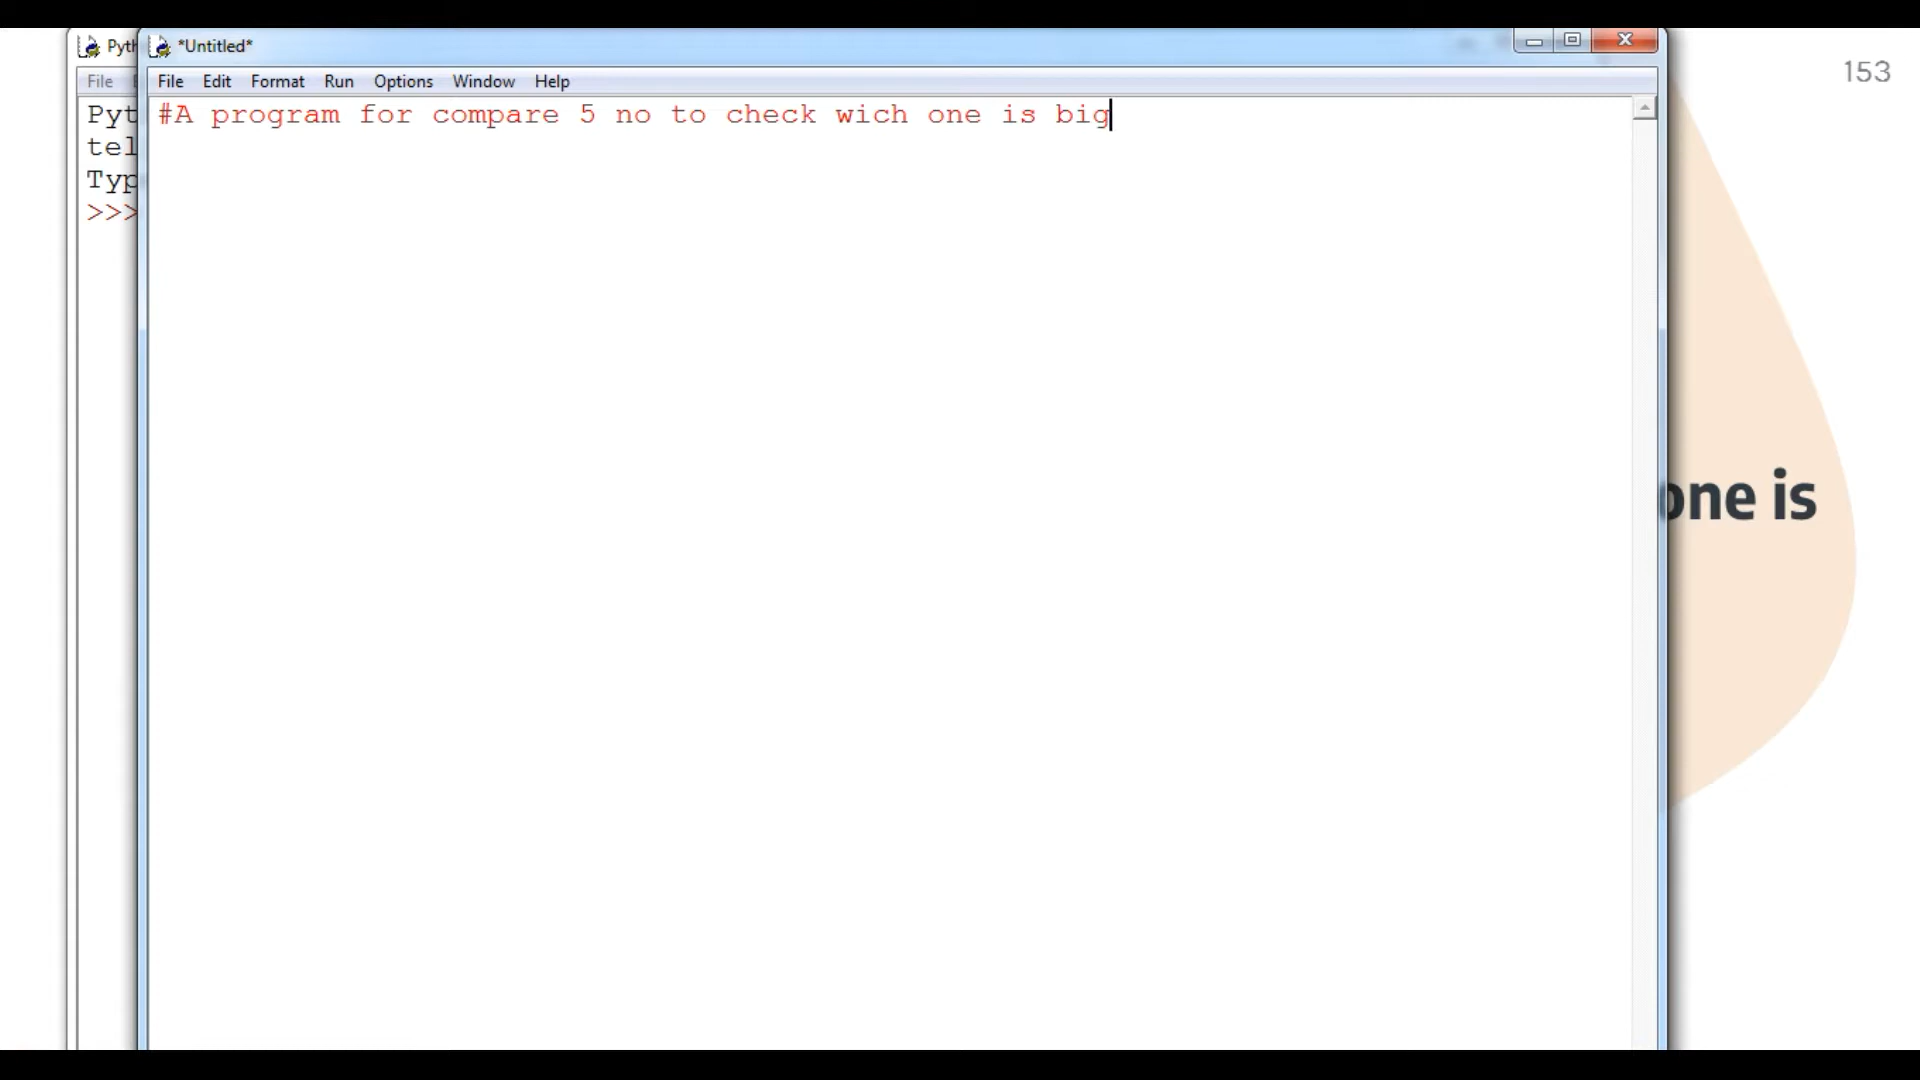 153
Pyth
*Untitled*
File
File Edit Format Run Options Window Help
Pyt
#A program for compare 5 no to check wich one is big
tel
Typ
>>>
one is